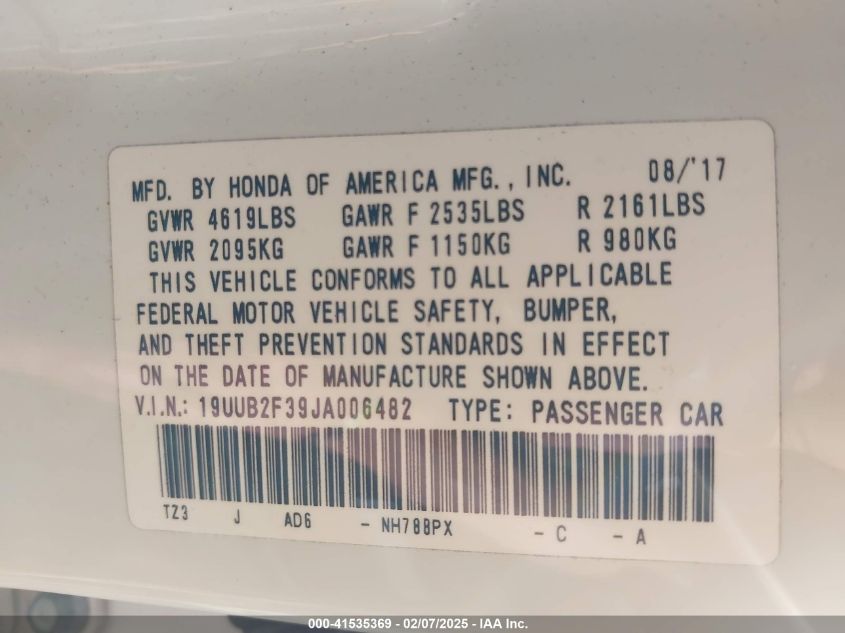 MFD. BY HONDA OF AMERICA MFG., INC. 08/'17
GVWR 4619LBS GAWR F 2535LBS R 2161LBS
GVWR 2095KG GAWR F 1150KG R 980KG
THIS VEHICLE CONFORMS TO ALL APPLICABLE
FEDERAL MOTOR VEHICLE SAFETY, BUMPER,
AND THEFT PREVENTION STANDARDS IN EFFECT
ON THE DATE OF MANUFACTURE SHOWN ABOVE.
V.I.N.: 19UUB2F39JA006482 TYPE: PASSENGER CAR
TZ3 J AD6 - NH788PX - C - A
000-41535369 — 02/07/2025 — IAA Inc.